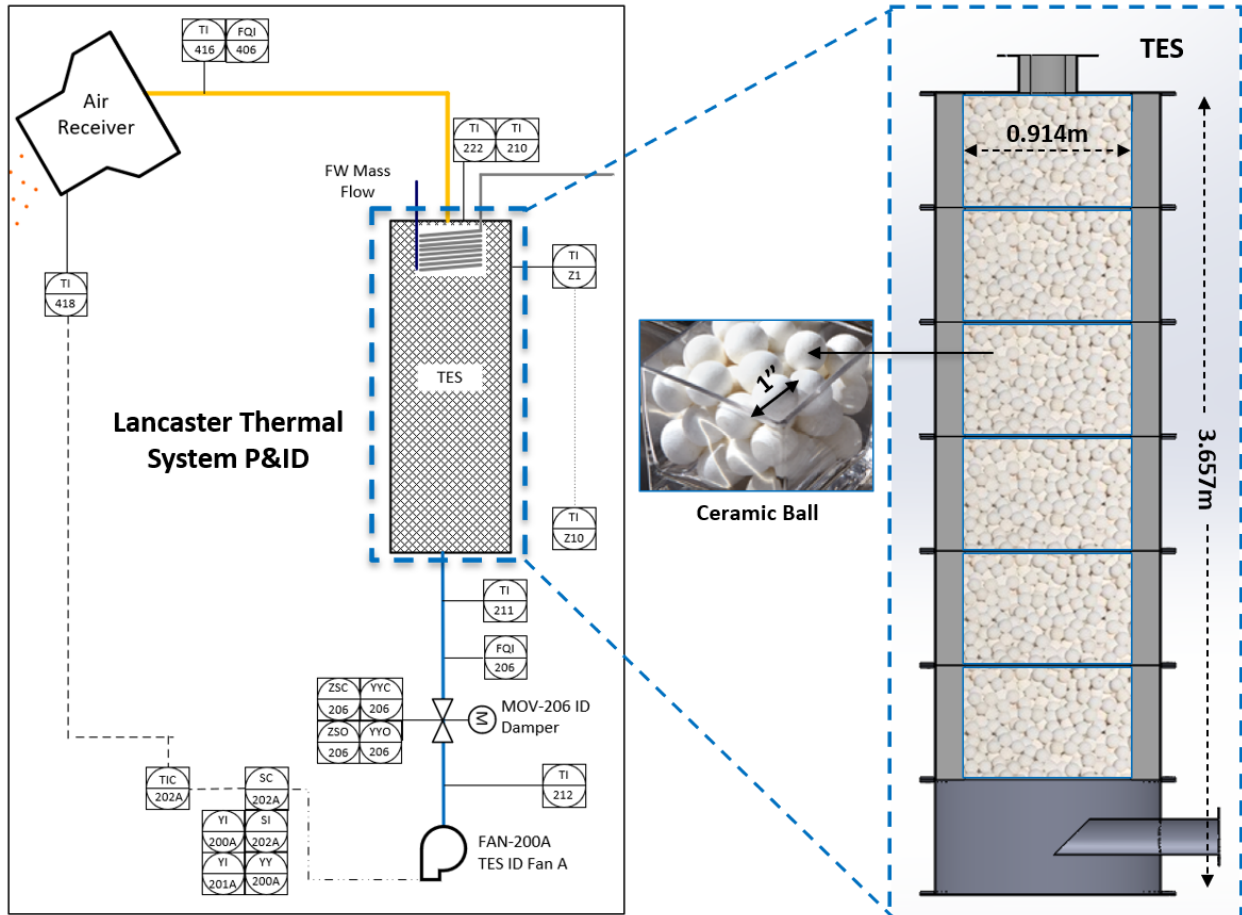 TI
416
FQI
406
Air
Receiver
TI
222
TI
210
FW Mass
Flow
TI
418
TI
Z1
TES
Lancaster Thermal
System P&ID
TI
Z10
TI
211
FQI
206
ZSC
206
YYC
206
ZSO
206
YYO
206
M
MOV-206 ID
Damper
TI
212
TIC
202A
SC
202A
YI
200A
SI
202A
YI
201A
YY
200A
FAN-200A
TES ID Fan A
1”
Ceramic Ball
TES
0.914m
3.657m